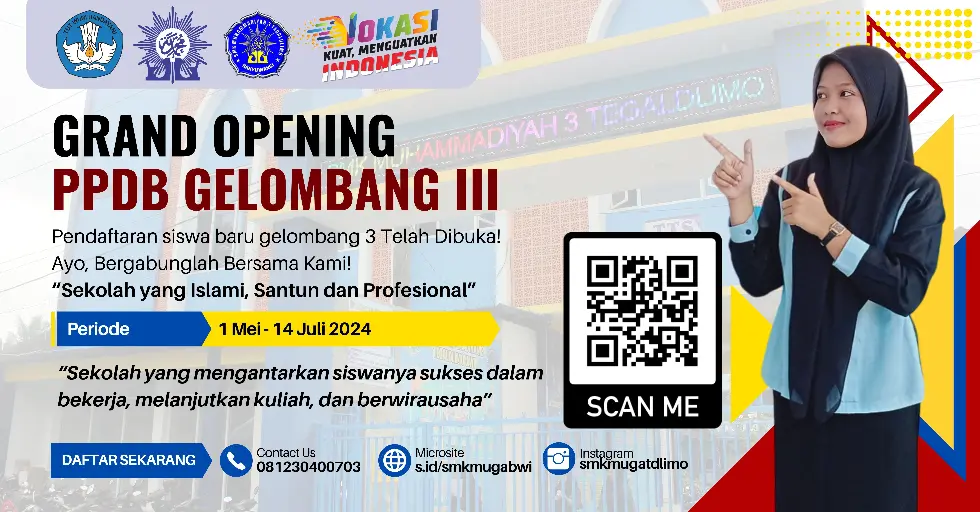 VOKASI
KUAT, MENGUATKAN
INDONESIA
SMK MUHAMMADIYAH 3 TEGALDLIMO
GRAND OPENING
PPDB GELOMBANG III
Pendaftaran siswa baru gelombang 3 Telah Dibuka!
Ayo, Bergabunglah Bersama Kami!
"Sekolah yang Islami, Santun dan Profesional"
Periode
1 Mei - 14 Juli 2024
"Sekolah yang mengantarkan siswanya sukses dalam
bekerja, melanjutkan kuliah, dan berwirausaha"
SCAN ME
DAFTAR SEKARANG
Contact Us
081230400703
Microsite
s.id/smkmugabwi
Instagram
smkmugatdlimo